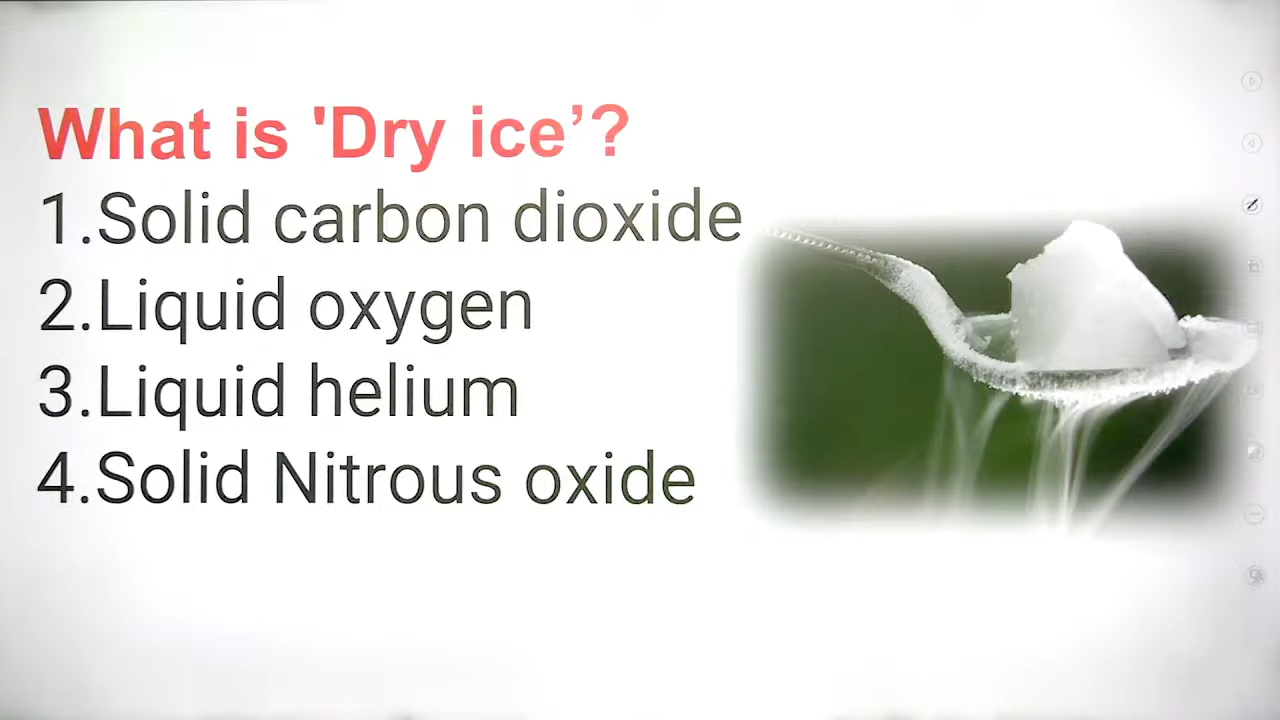 What is 'Dry ice’?
1.Solid carbon dioxide
2.Liquid oxygen
3.Liquid helium
4.Solid Nitrous oxide